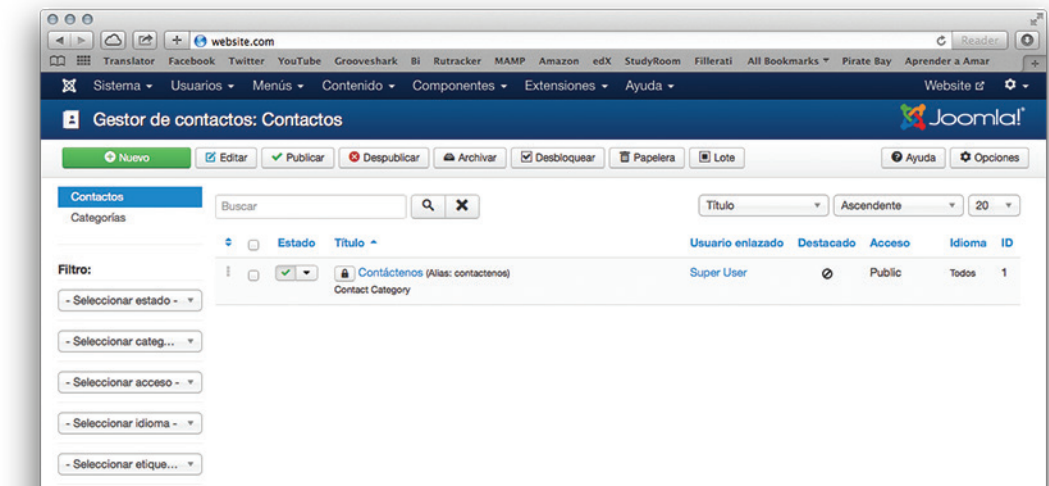 website.com
Reader
Translator Facebook Twitter YouTube Grooveshark Bi Rutracker MAMP Amazon edX StudyRoom Fillerati All Bookmarks Pirate Bay Aprender a Amar
Sistema Usuarios Menús Contenido Componentes Extensiones Ayuda Website
Gestor de contactos: Contactos
Joomla!
Nuevo Editar Publicar Despublicar Archivar Desbloquear Papelera Lote Ayuda Opciones
Contactos
Categorías
Buscar
Título Ascendente 20
Estado Título Usuario enlazado Destacado Acceso Idioma ID
Filtro:
Contáctenos (Alias: contactenos) Super User Public Todos 1
Contact Category
- Seleccionar estado -
- Seleccionar categ...
- Seleccionar acceso -
- Seleccionar idioma -
- Seleccionar etique...